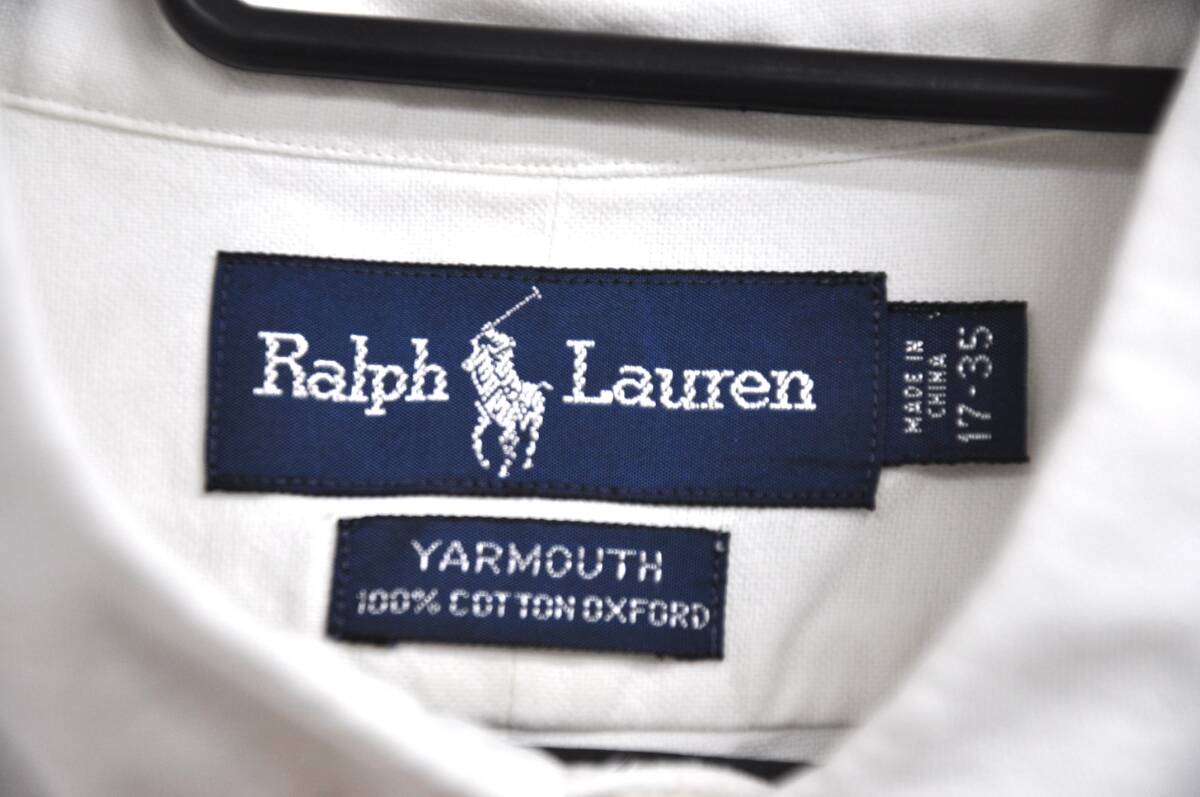 Ralph Lauren
MADE IN
CHINA
17-35
YARMOUTH
100% COTTON OXFORD